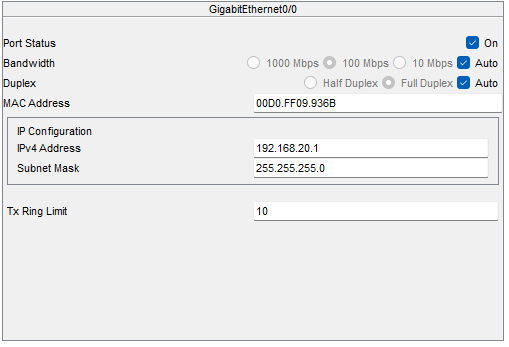 GigabitEthernet0/0
Port Status On
Bandwidth 1000 Mbps 100 Mbps 10 Mbps Auto
Duplex Half Duplex Full Duplex Auto
MAC Address 00D0.FF09.936B
IP Configuration
IPv4 Address 192.168.20.1
Subnet Mask 255.255.255.0
Tx Ring Limit 10